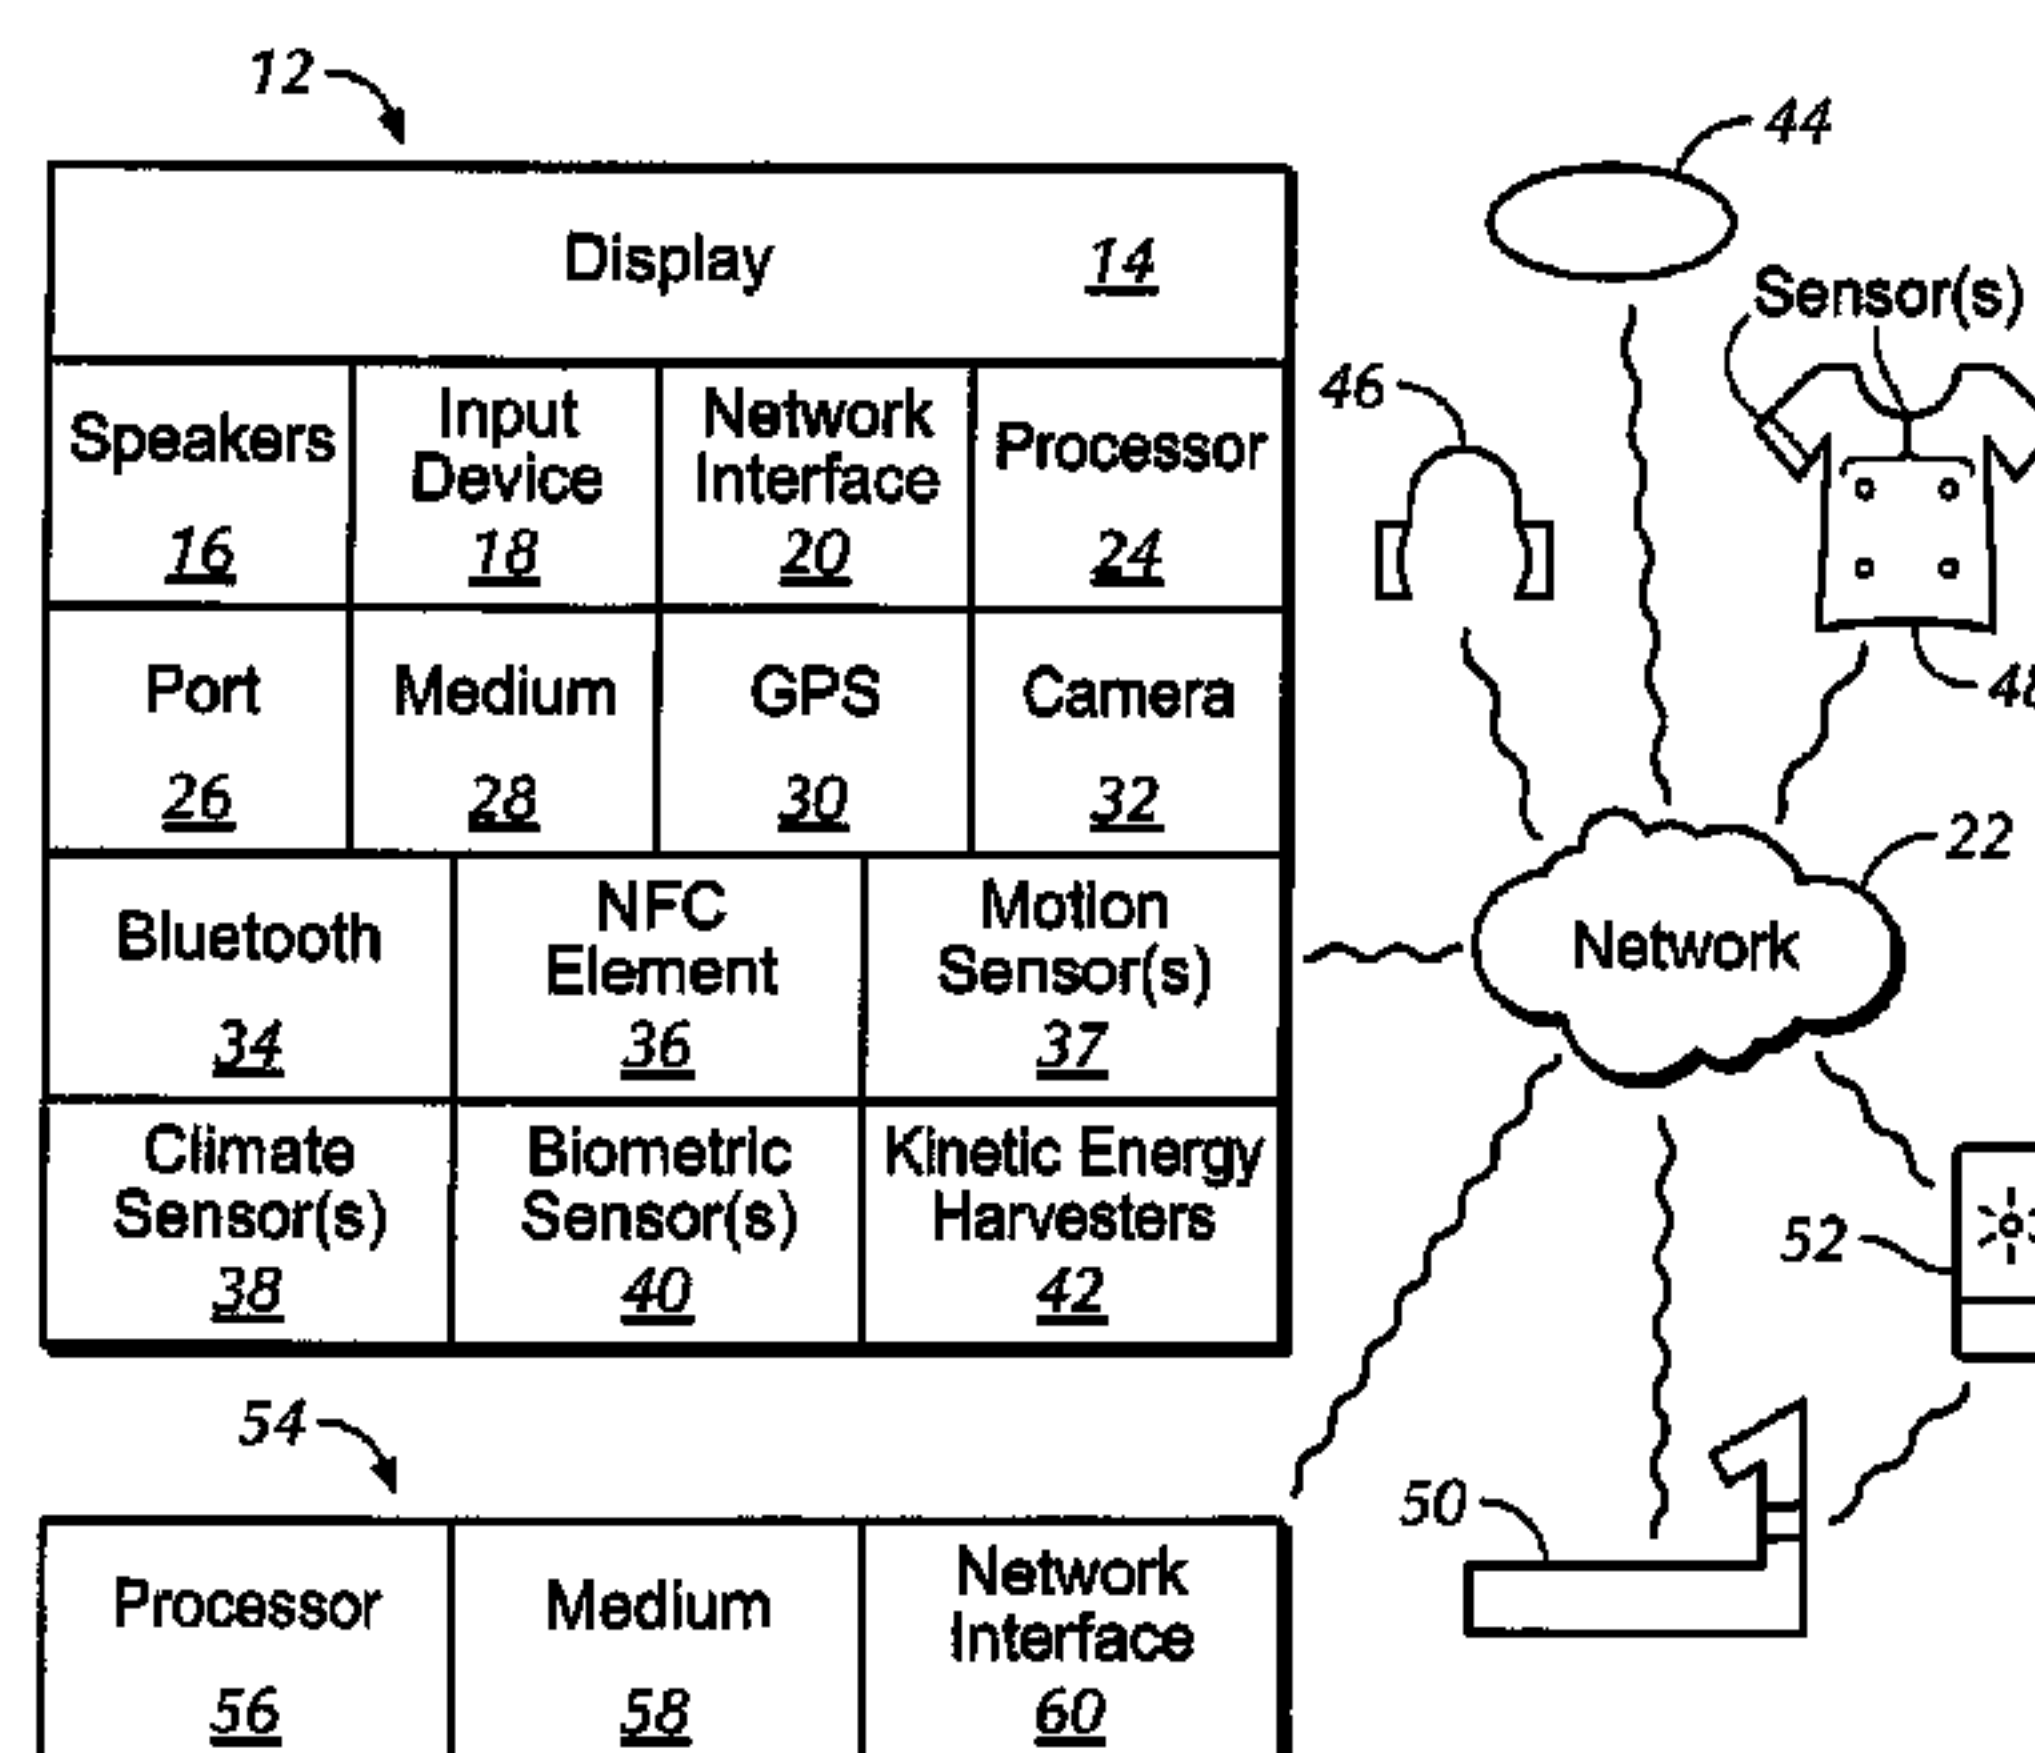 12
44
Display 14
Sensor(s)
46
Speakers
16
Input
Device
18
Network
Interface
20
Processor
24
Port
26
Medium
28
GPS
30
Camera
32
22
Network
Bluetooth
34
NFC
Element
36
Motion
Sensor(s)
37
Climate
Sensor(s)
38
Biometric
Sensor(s)
40
Kinetic Energy
Harvesters
42
52
54
50
Processor
56
Medium
58
Network
Interface
60